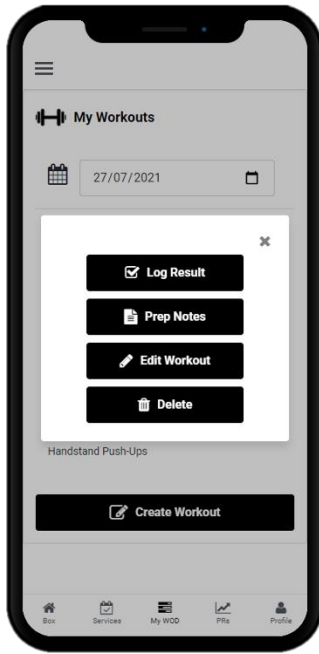 My Workouts
27/07/2021
Log Result
Prep Notes
Edit Workout
Delete
Handstand Push-Ups
Create Workout
Box Services My WOD PRs Profile